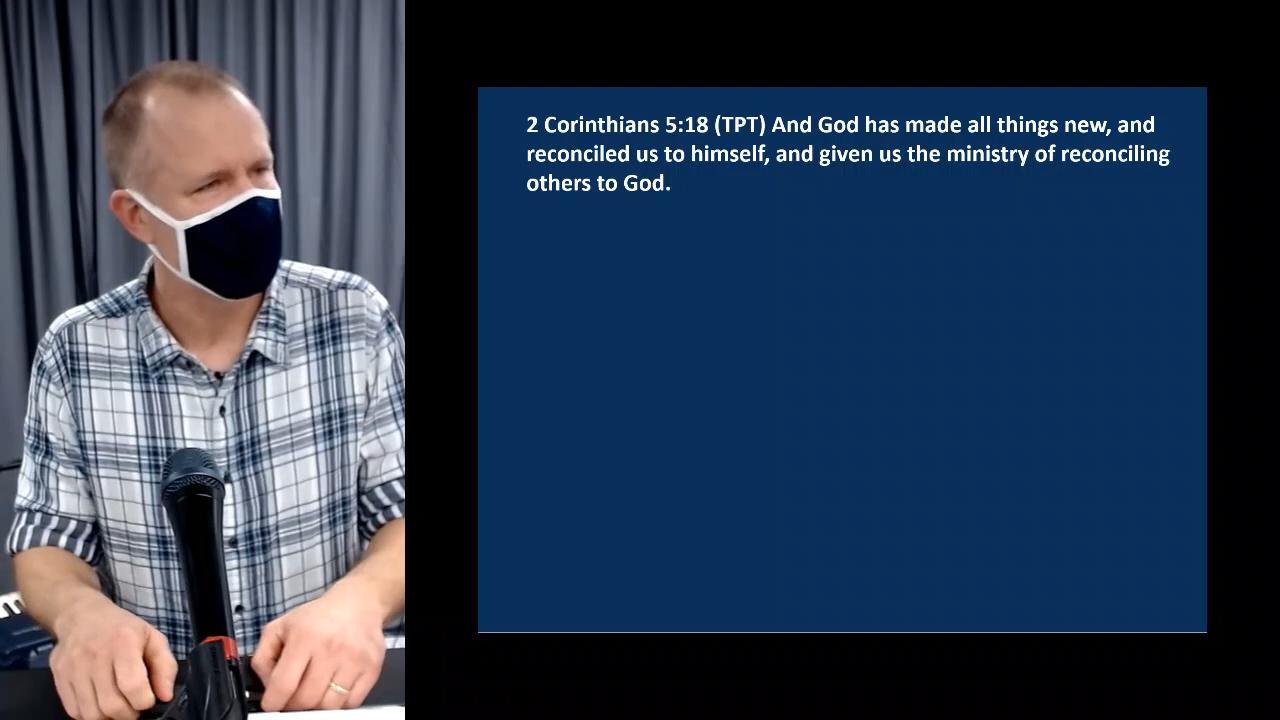 2 Corinthians 5:18 (TPT) And God has made all things new, and
reconciled us to himself, and given us the ministry of reconciling
others to God.